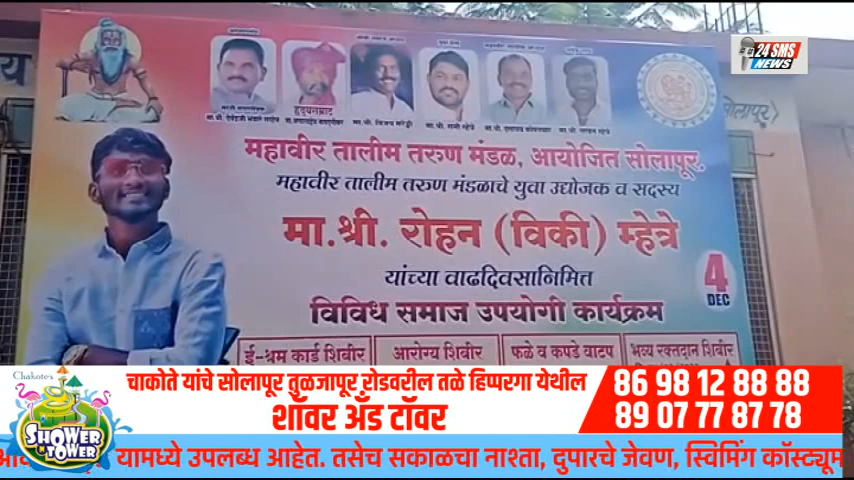 24 SMS
NEWS
हृदयसम्राट
महावीर तालीम तरुण मंडळ, आयोजित सोलापूर.
महावीर तालीम तरुण मंडळाचे युवा उद्योजक व सदस्य
मा.श्री. रोहन (विकी) म्हेत्रे
यांच्या वाढदिवसानिमित्त
विविध समाज उपयोगी कार्यक्रम
4
DEC
ई-श्रम कार्ड शिबीर आरोग्य शिबीर फळे व कपडे वाटप भव्य रक्तदान शिबीर
Chakote's
SHOWER
N
TOWER
चाकोते यांचे सोलापूर तुळजापूर रोडवरील तळे हिप्परगा येथील
शॉवर अँड टॉवर
86 98 12 88 88
89 07 77 87 78
यामध्ये उपलब्ध आहेत. तसेच सकाळचा नाश्ता, दुपारचे जेवण, स्विमिंग कॉस्ट्यूम